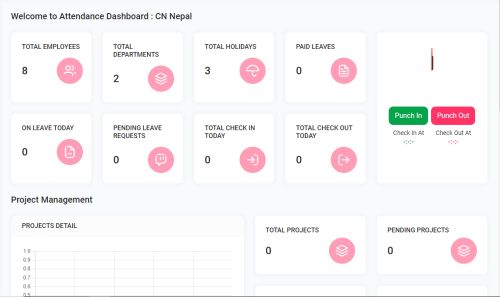 Welcome to Attendance Dashboard : CN Nepal
TOTAL EMPLOYEES
8
TOTAL
DEPARTMENTS
2
TOTAL HOLIDAYS
3
PAID LEAVES
0
Punch In
Punch Out
Check In At
Check Out At
-:-:-
-:-:-
ON LEAVE TODAY
0
PENDING LEAVE
REQUESTS
0
TOTAL CHECK IN
TODAY
0
TOTAL CHECK OUT
TODAY
0
Project Management
PROJECTS DETAIL
1.0
0.9
0.8
0.7
0.6
0.5
TOTAL PROJECTS
0
PENDING PROJECTS
0